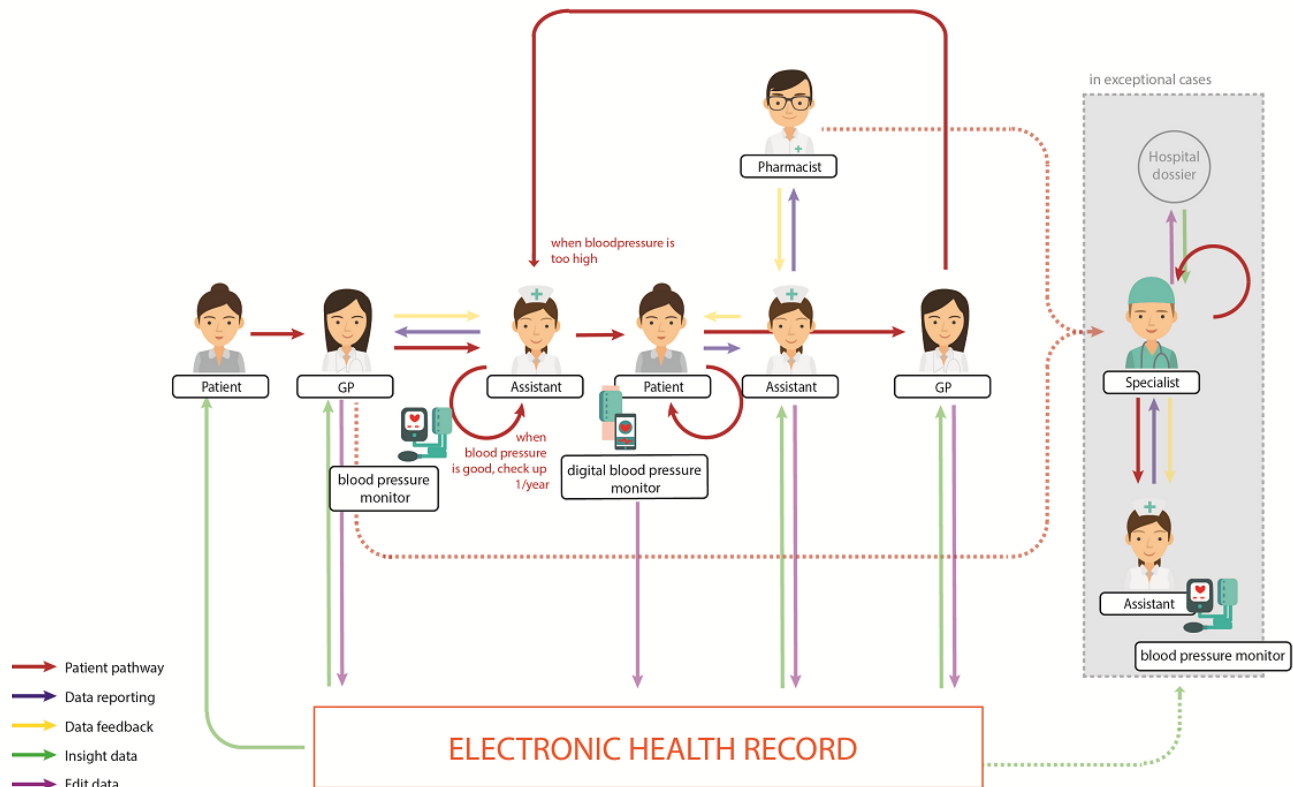 in exceptional cases
Hospital
dossier
Pharmacist
when bloodpressure is
too high
Patient
GP
Assistant
Patient
Assistant
GP
Specialist
when
blood pressure
is good, check up
1/year
blood pressure
monitor
digital blood pressure
monitor
Assistant
blood pressure monitor
Patient pathway
Data reporting
Data feedback
Insight data
Edit data
ELECTRONIC HEALTH RECORD